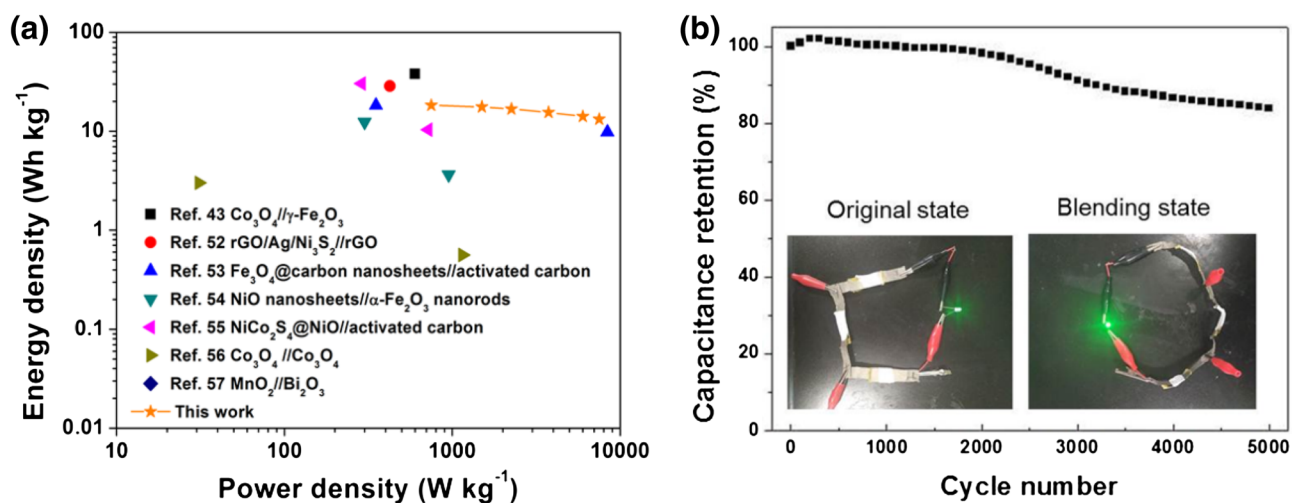 (a)
Energy density (Wh kg⁻¹)
100
10
1
0.1
0.01
Ref. 43 Co₃O₄//γ-Fe₂O₃
Ref. 52 rGO/Ag/Ni₃S₂//rGO
Ref. 53 Fe₃O₄@carbon nanosheets//activated carbon
Ref. 54 NiO nanosheets//α-Fe₂O₃ nanorods
Ref. 55 NiCo₂S₄@NiO//activated carbon
Ref. 56 Co₃O₄ //Co₃O₄
Ref. 57 MnO₂//Bi₂O₃
This work
10 100 1000 10000
Power density (W kg⁻¹)
(b)
Capacitance retention (%)
100
80
60
40
20
0
Original state
Blending state
0 1000 2000 3000 4000 5000
Cycle number